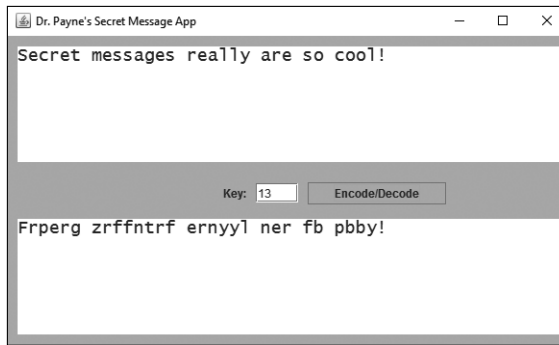 Dr. Payne's Secret Message App
Secret messages really are so cool!
Key: 13 Encode/Decode
Frperg zrffntrf ernyyl ner fb pbby!